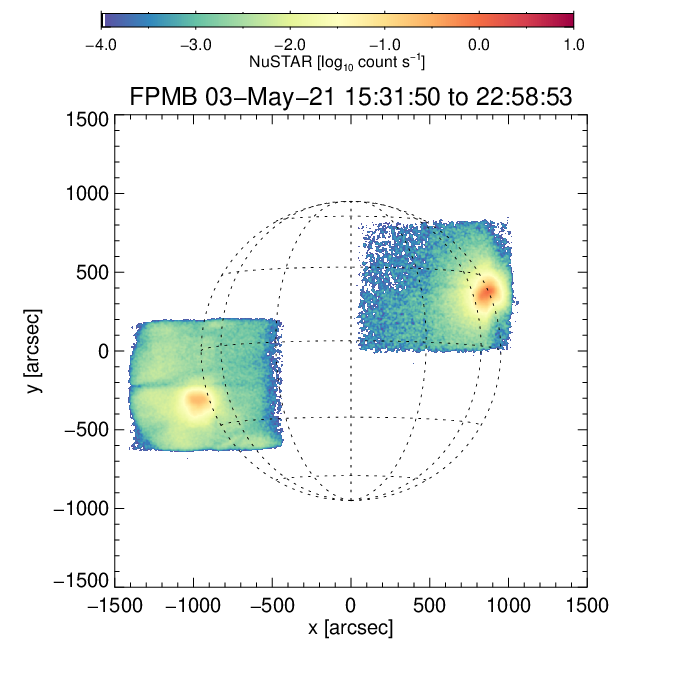 −4.0 −3.0 −2.0 −1.0 0.0 1.0
NuSTAR [log₁₀ count s⁻¹]
FPMB 03−May−21 15:31:50 to 22:58:53
1500
1000
500
0
−500
−1000
−1500
y [arcsec]
−1500 −1000 −500 0 500 1000 1500
x [arcsec]